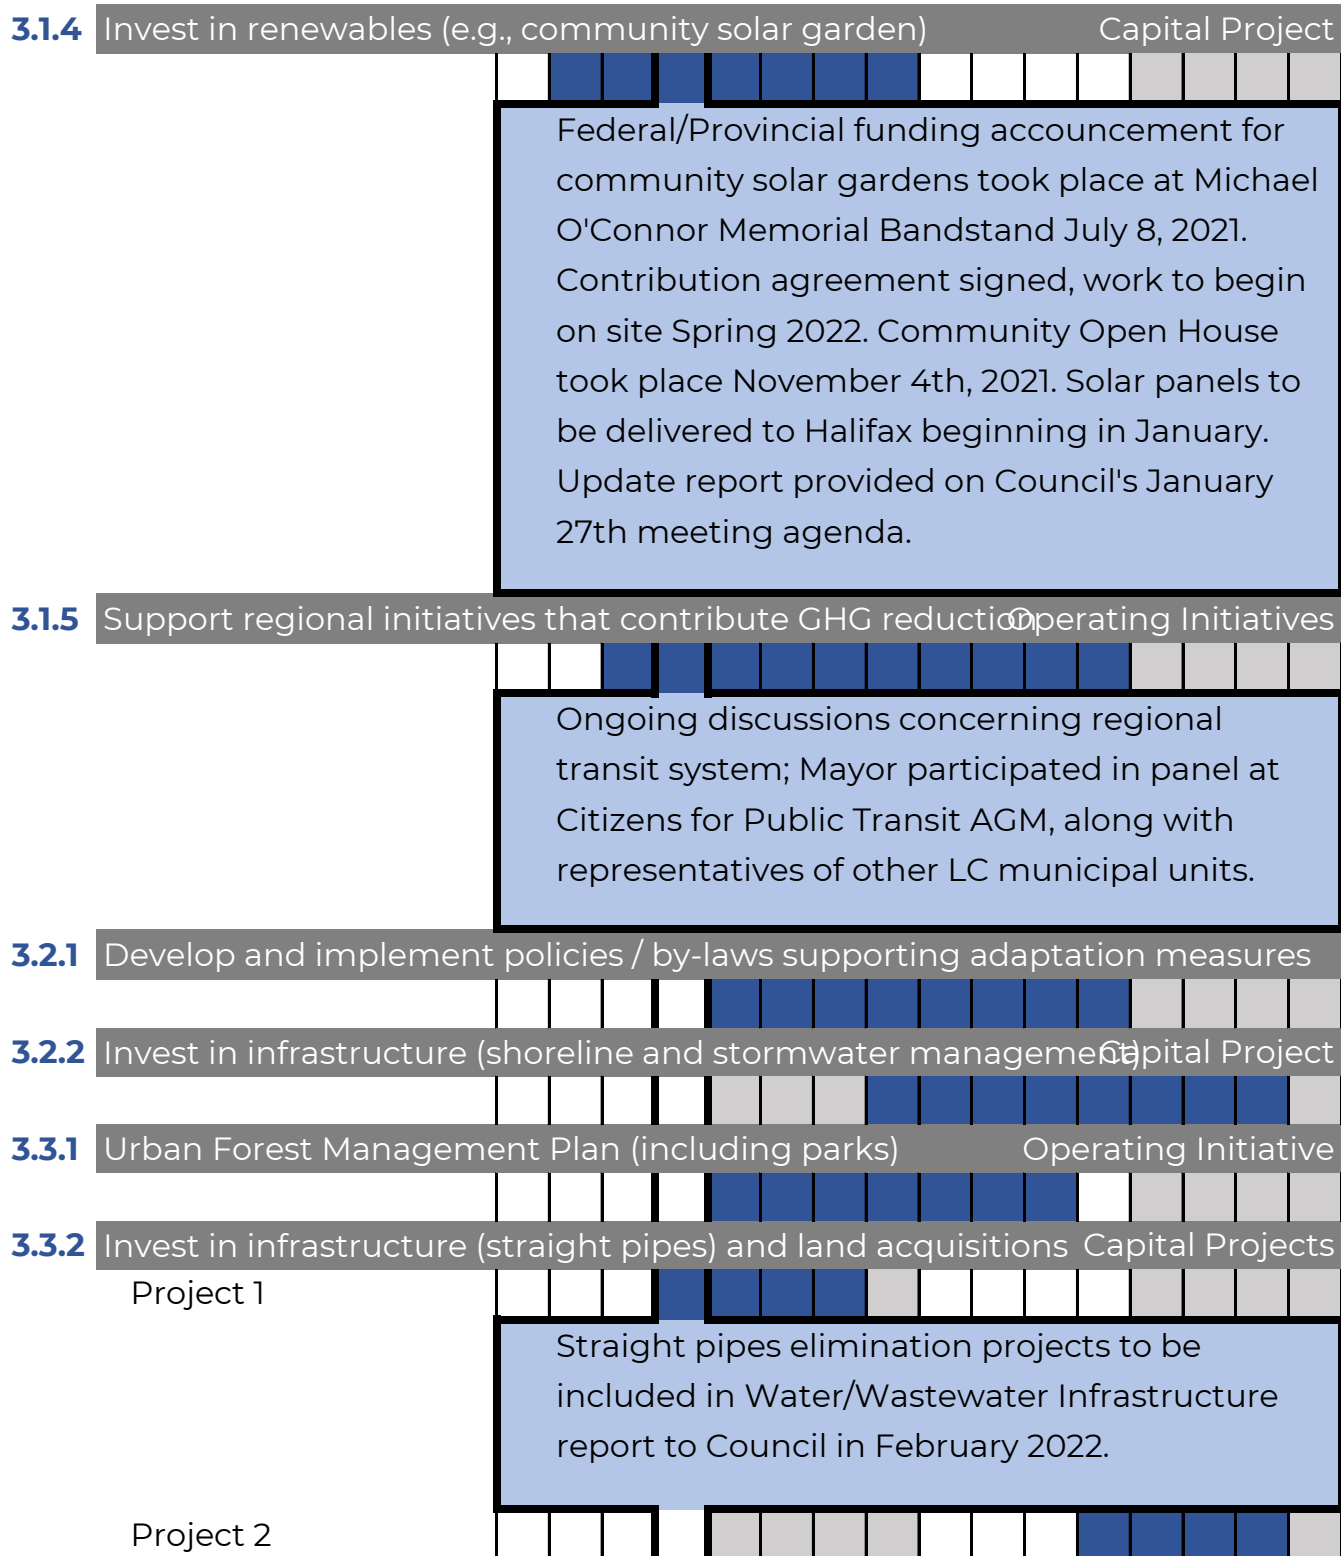 3.1.4 Invest in renewables (e.g., community solar garden) Capital Project
Federal/Provincial funding accouncement for
community solar gardens took place at Michael
O'Connor Memorial Bandstand July 8, 2021.
Contribution agreement signed, work to begin
on site Spring 2022. Community Open House
took place November 4th, 2021. Solar panels to
be delivered to Halifax beginning in January.
Update report provided on Council's January
27th meeting agenda.
3.1.5 Support regional initiatives that contribute GHG reduction Operating Initiatives
Ongoing discussions concerning regional
transit system; Mayor participated in panel at
Citizens for Public Transit AGM, along with
representatives of other LC municipal units.
3.2.1 Develop and implement policies / by-laws supporting adaptation measures
3.2.2 Invest in infrastructure (shoreline and stormwater management) Capital Project
3.3.1 Urban Forest Management Plan (including parks) Operating Initiative
3.3.2 Invest in infrastructure (straight pipes) and land acquisitions Capital Projects
Project 1
Straight pipes elimination projects to be
included in Water/Wastewater Infrastructure
report to Council in February 2022.
Project 2